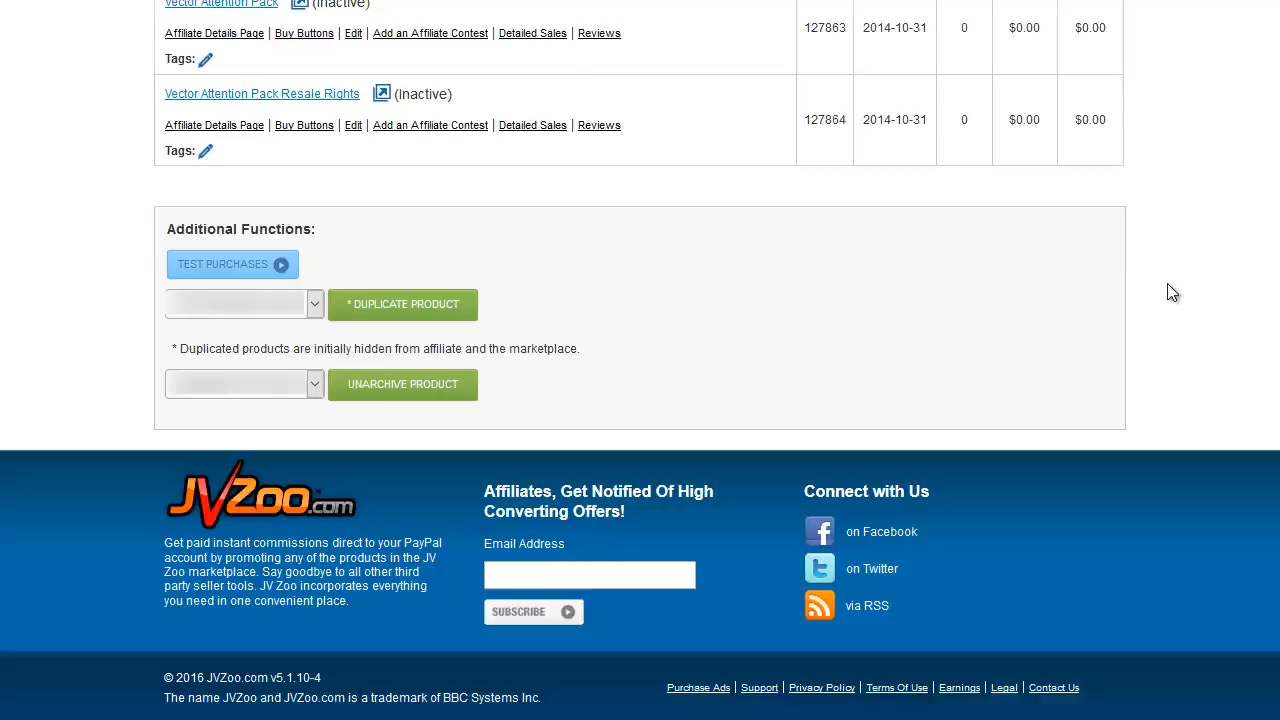 Vector Attention Pack (Inactive)
Affiliate Details Page | Buy Buttons | Edit | Add an Affiliate Contest | Detailed Sales | Reviews
127863 2014-10-31 0 $0.00 $0.00
Tags:
Vector Attention Pack Resale Rights (Inactive)
Affiliate Details Page | Buy Buttons | Edit | Add an Affiliate Contest | Detailed Sales | Reviews
127864 2014-10-31 0 $0.00 $0.00
Tags:
Additional Functions:
TEST PURCHASES
* DUPLICATE PRODUCT
* Duplicated products are initially hidden from affiliate and the marketplace.
UNARCHIVE PRODUCT
JVZoo.com
Get paid instant commissions direct to your PayPal
account by promoting any of the products in the JV
Zoo marketplace. Say goodbye to all other third
party seller tools. JV Zoo incorporates everything
you need in one convenient place.
Affiliates, Get Notified Of High
Converting Offers!
Email Address
SUBSCRIBE
Connect with Us
on Facebook
on Twitter
via RSS
© 2016 JVZoo.com v5.1.10-4
The name JVZoo and JVZoo.com is a trademark of BBC Systems Inc.
Purchase Ads | Support | Privacy Policy | Terms Of Use | Earnings | Legal | Contact Us